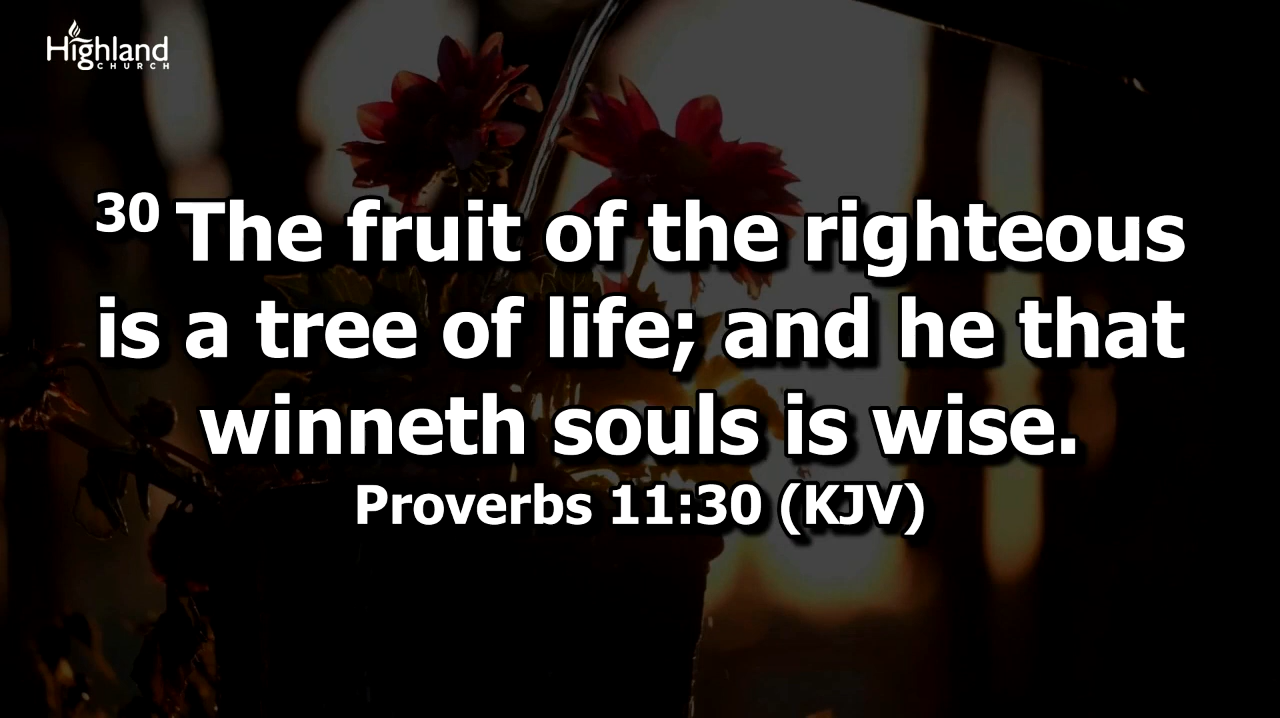 Highland
CHURCH
30 The fruit of the righteous
is a tree of life; and he that
winneth souls is wise.
Proverbs 11:30 (KJV)